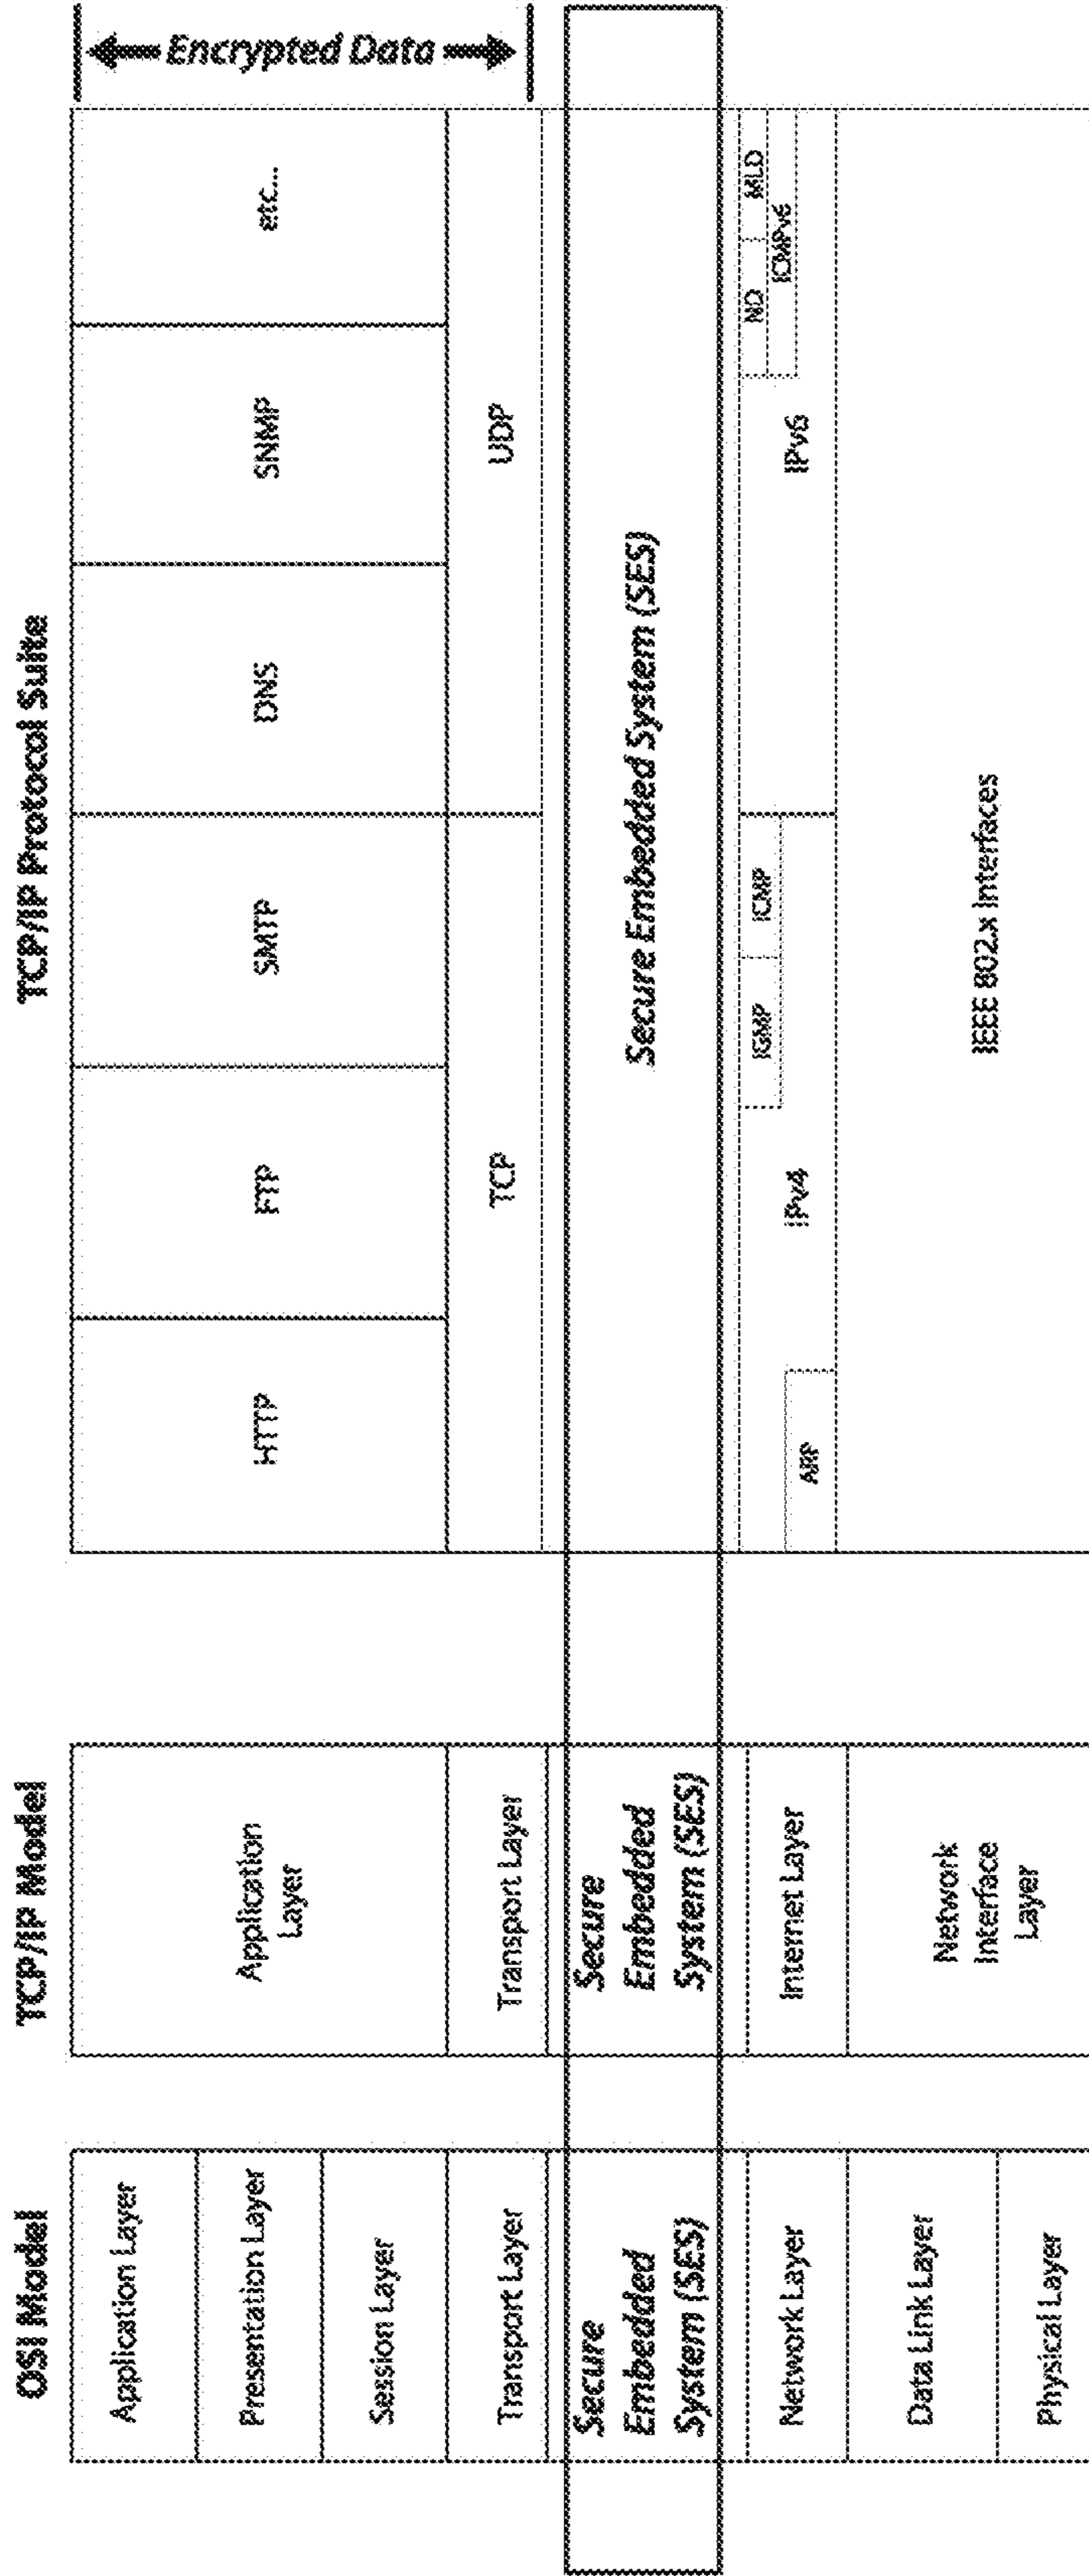 OSI Model
Application Layer
Presentation Layer
Session Layer
Transport Layer
Secure
Embedded
System (SES)
Network Layer
Data Link Layer
Physical Layer
TCP/IP Model
Application
Layer
Transport Layer
Secure
Embedded
System (SES)
Internet Layer
Network
Interface
Layer
TCP/IP Protocol Suite
HTTP
FTP
SMTP
DNS
SNMP
etc...
TCP
UDP
Secure Embedded System (SES)
ARP
IPv4
IGMP
ICMP
IPv6
ND
MLD
ICMPv6
IEEE 802.x Interfaces
Encrypted Data